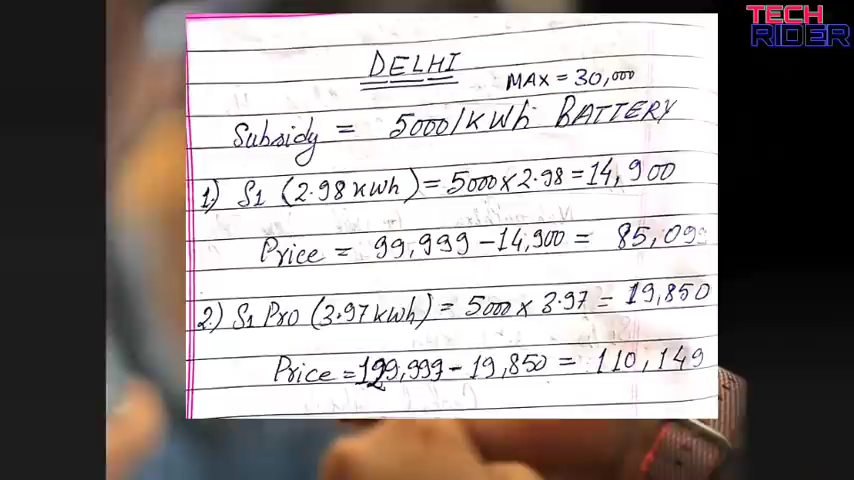 TECH
RIDER
DELHI
MAX = 30,000
Subsidy = 5000/kWh BATTERY
1.) S1 (2.98 kWh) = 5000 x 2.98 = 14,900
Price = 99,999 - 14,900 = 85,099
2.) S1 Pro (3.97 kWh) = 5000 x 3.97 = 19,850
Price = 129,999 - 19,850 = 110,149